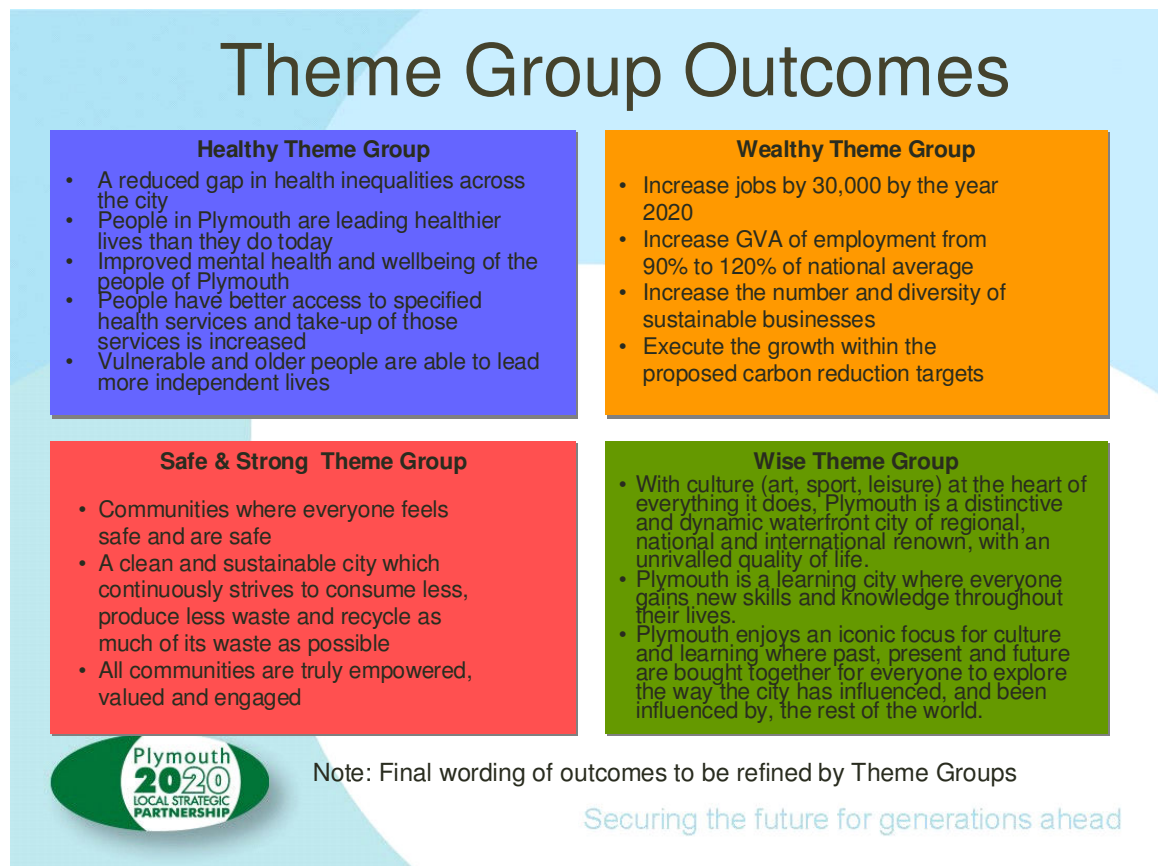 Theme Group Outcomes
Healthy Theme Group
• A reduced gap in health inequalities across
the city
• People in Plymouth are leading healthier
lives than they do today
• Improved mental health and wellbeing of the
people of Plymouth
• People have better access to specified
health services and take-up of those
services is increased
• Vulnerable and older people are able to lead
more independent lives
Wealthy Theme Group
• Increase jobs by 30,000 by the year
2020
• Increase GVA of employment from
90% to 120% of national average
• Increase the number and diversity of
sustainable businesses
• Execute the growth within the
proposed carbon reduction targets
Safe & Strong Theme Group
• Communities where everyone feels
safe and are safe
• A clean and sustainable city which
continuously strives to consume less,
produce less waste and recycle as
much of its waste as possible
• All communities are truly empowered,
valued and engaged
Wise Theme Group
• With culture (art, sport, leisure) at the heart of
everything it does, Plymouth is a distinctive
and dynamic waterfront city of regional,
national and international renown, with an
unrivalled quality of life.
• Plymouth is a learning city where everyone
gains new skills and knowledge throughout
their lives.
• Plymouth enjoys an iconic focus for culture
and learning where past, present and future
are bought together for everyone to explore
the way the city has influenced, and been
influenced by, the rest of the world.
Plymouth
2020
LOCAL STRATEGIC
PARTNERSHIP
Note: Final wording of outcomes to be refined by Theme Groups
Securing the future for generations ahead